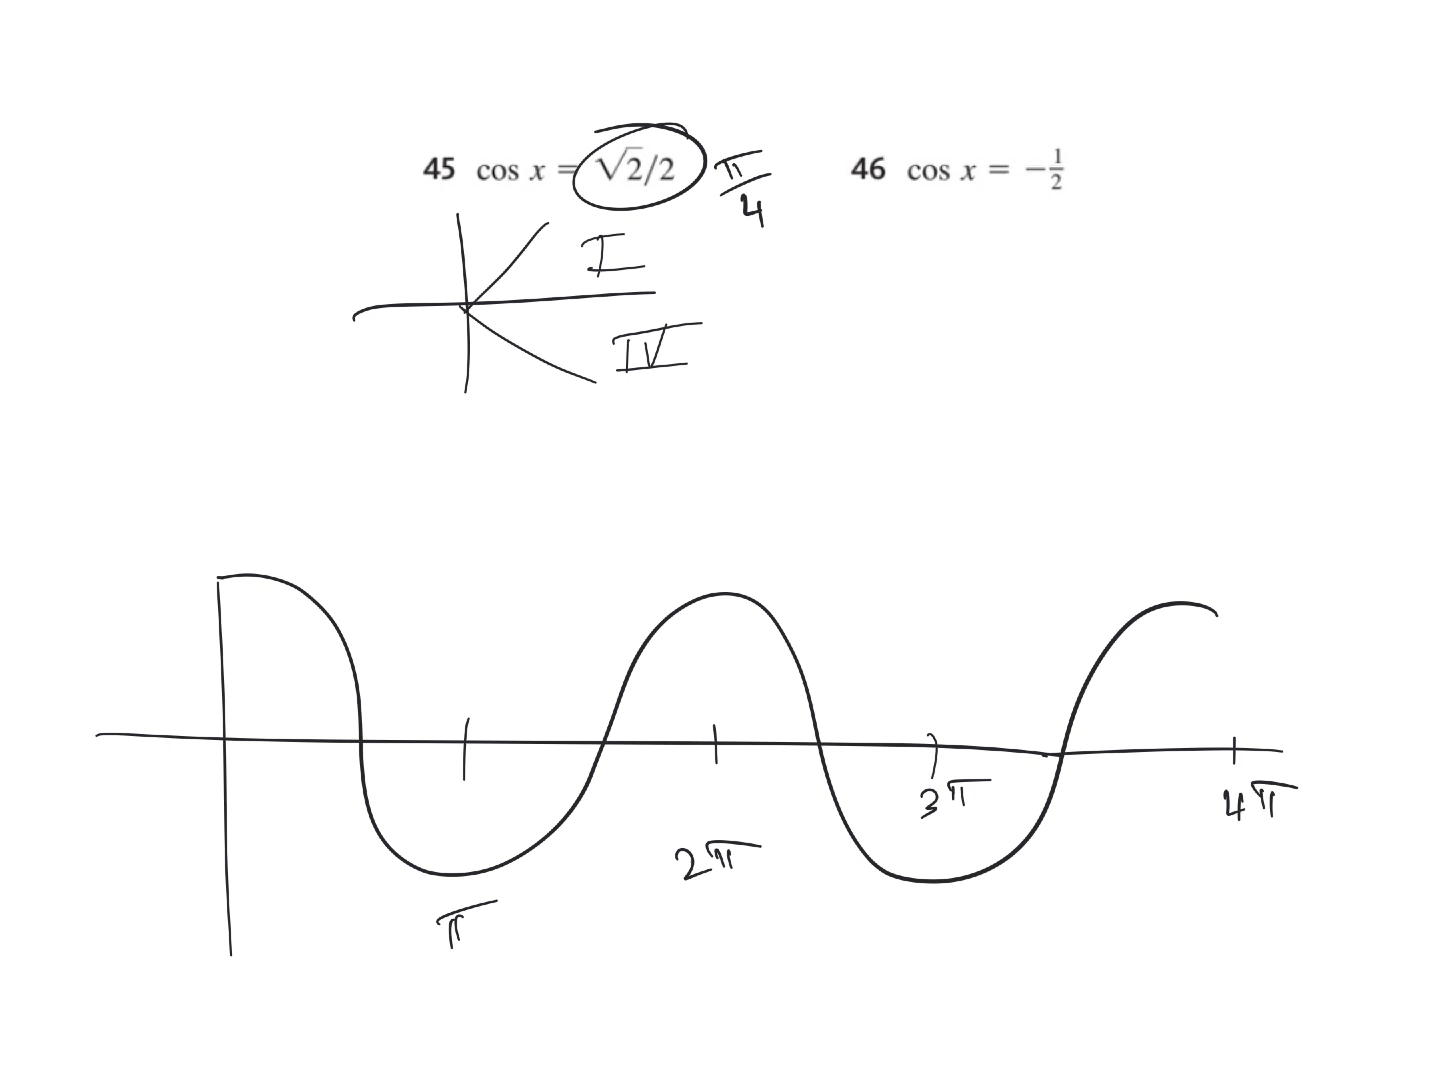 45 cos x = √2/2 π/4 46 cos x = -1/2
I
IV
3π 4π
2π
π